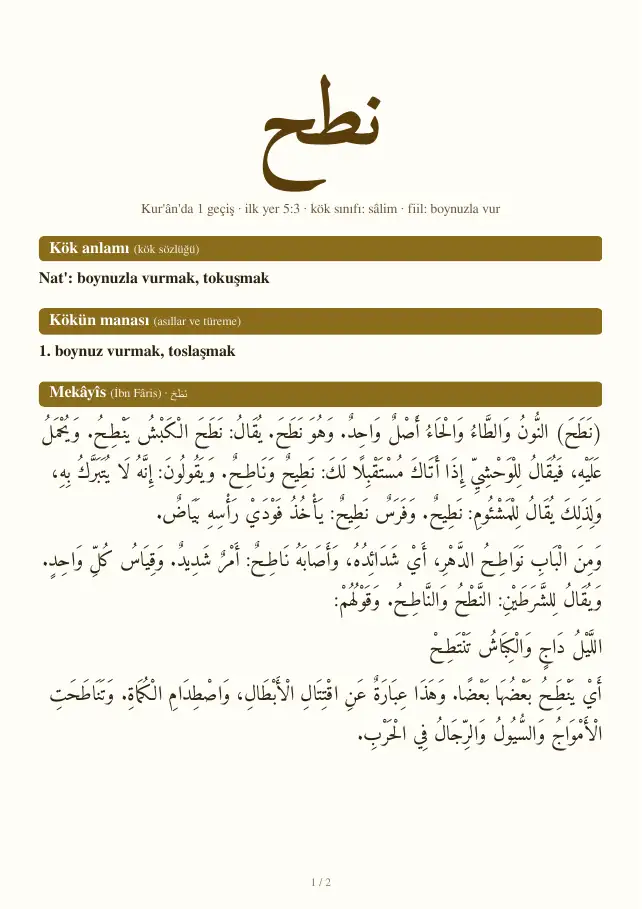 نطح
Kur'ân'da 1 geçiş · ilk yer 5:3 · kök sınıfı: sâlim · fiil: boynuzla vur
Kök anlamı (kök sözlüğü)
Nat': boynuzla vurmak, tokuşmak
Kökün manası (asıllar ve türeme)
1. boynuz vurmak, toslaşmak
Mekâyîs (İbn Fâris) · نَطَحَ
(نَطَحَ) النُّونُ وَالطَّاءُ وَالْحَاءُ أَصْلٌ وَاحِدٌ. وَهُوَ نَطَحَ. يُقَالُ: نَطَحَ الْكَبْشُ يَنْطِحُ. وَيُحْمَلُ
عَلَيْهِ، فَيُقَالُ لِلْوَحْشِيِّ إِذَا أَتَاكَ مُسْتَقْبِلًا لَكَ: نَطِيحٌ وَنَاطِحٌ. وَيَقُولُونَ: إِنَّهُ لَا يُتَبَرَّكُ بِهِ،
وَلِذَلِكَ يُقَالُ لِلْمَشْئُومِ: نَطِيحٌ. وَفَرَسٌ نَطِيحٌ: يَأْخُذُ فَوْدَيْ رَأْسِهِ بَيَاضٌ.
وَمِنَ الْبَابِ نَوَاطِحُ الدَّهْرِ، أَيْ شَدَائِدُهُ، وَأَصَابَهُ نَاطِحٌ: أَمْرٌ شَدِيدٌ. وَقِيَاسُ كُلِّ وَاحِدٍ.
وَيُقَالُ لِلشَّرَطَيْنِ: النَّطْحُ وَالنَّاطِحُ. وَقَوْلُهُمْ:
اللَّيْلُ دَاجٍ وَالْكِبَاشُ تَنْتَطِحْ
أَيْ يَنْطِحُ بَعْضُهَا بَعْضًا. وَهَذَا عِبَارَةٌ عَنِ اقْتِتَالِ الْأَبْطَالِ، وَاصْطِدَامِ الْكُمَاةِ. وَتَنَاطَحَتِ
الْأَمْوَاجُ وَالسُّيُولُ وَالرِّجَالُ فِي الْحَرْبِ.
1 / 2